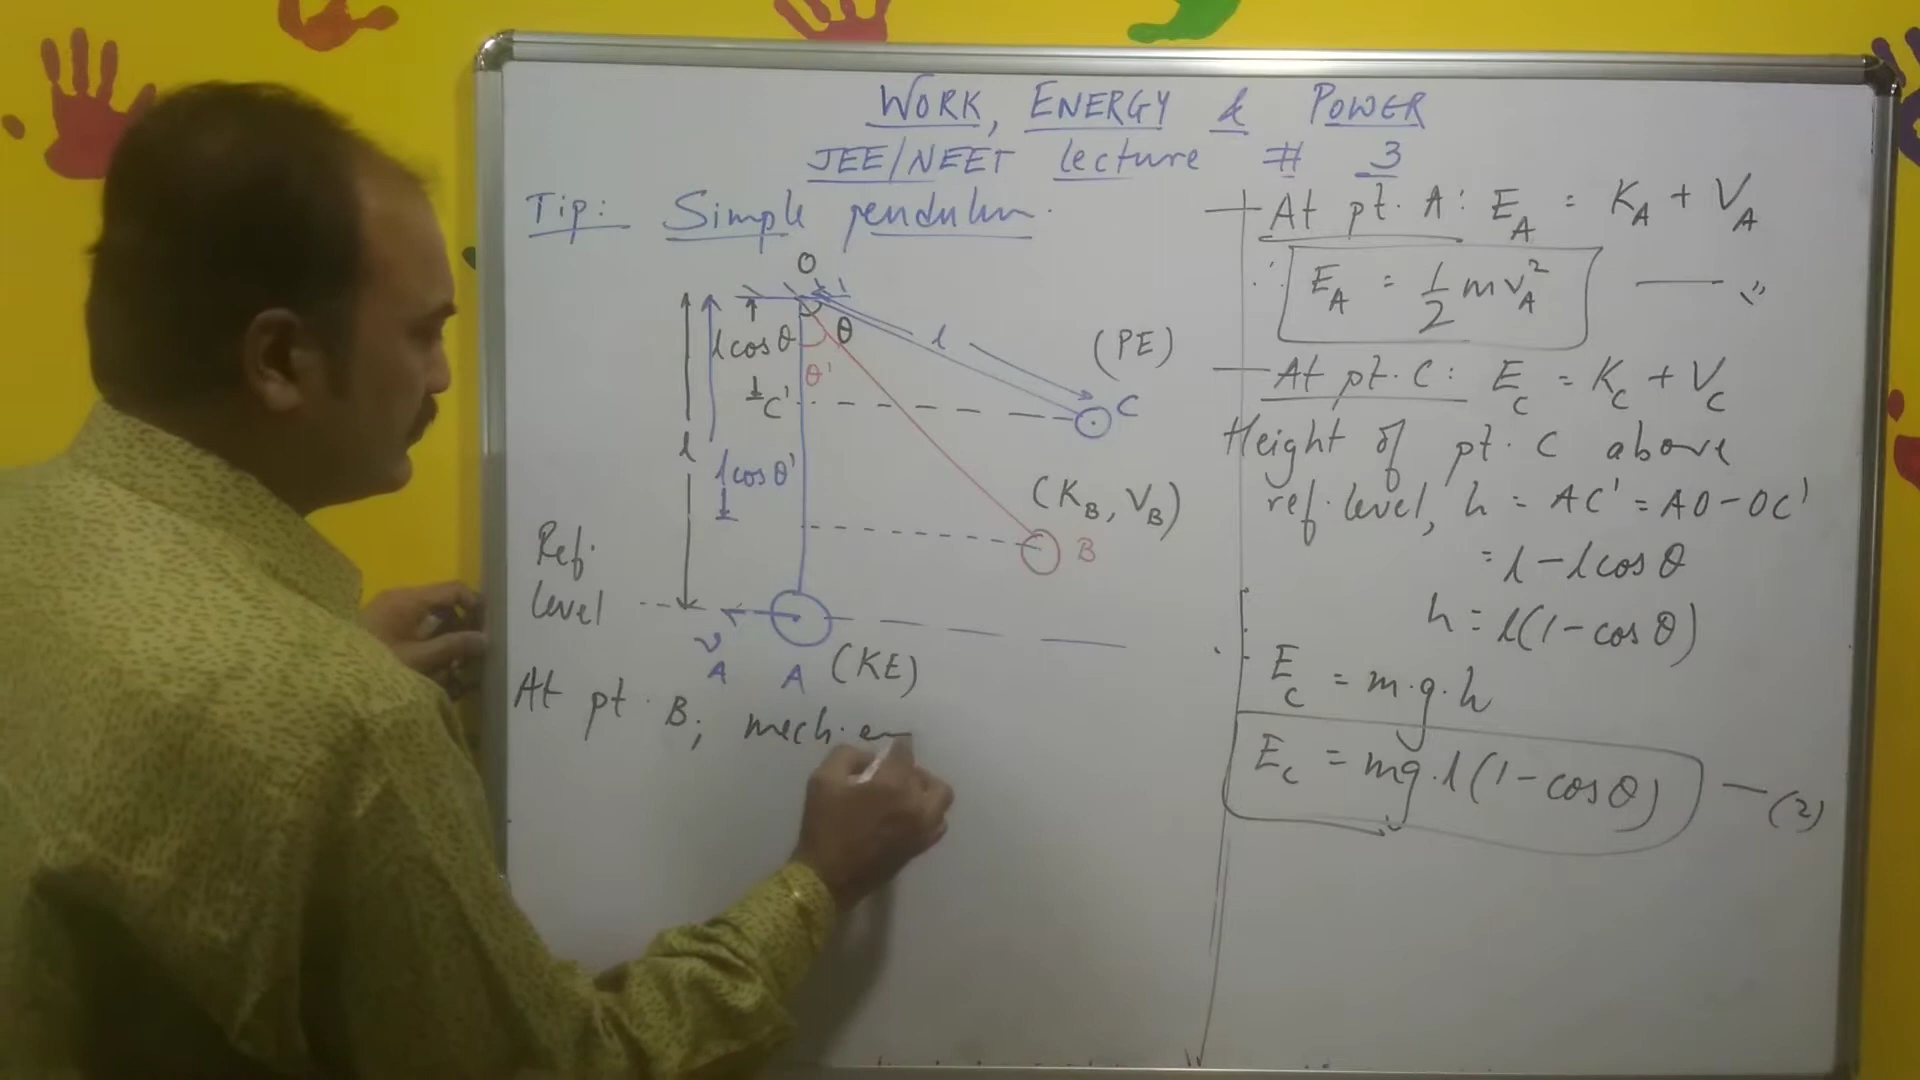 WORK, ENERGY & POWER
JEE/NEET Lecture # 3
Tip: Simple pendulum.
O
l cos θ
θ
θ'
l
(PE)
C'
C
l
l cos θ'
(K_B, V_B)
B
Ref.
level
v_A
A
(KE)
At pt. B; mech. en
At pt. A: E_A = K_A + V_A
∴ E_A = 1/2 m v_A^2
At pt. C: E_C = K_C + V_C
Height of pt. C above
ref. level, h = AC' = AO - OC'
= l - l cos θ
h = l(1 - cos θ)
E_C = m.g.h
E_C = mg.l(1 - cos θ) — (2)